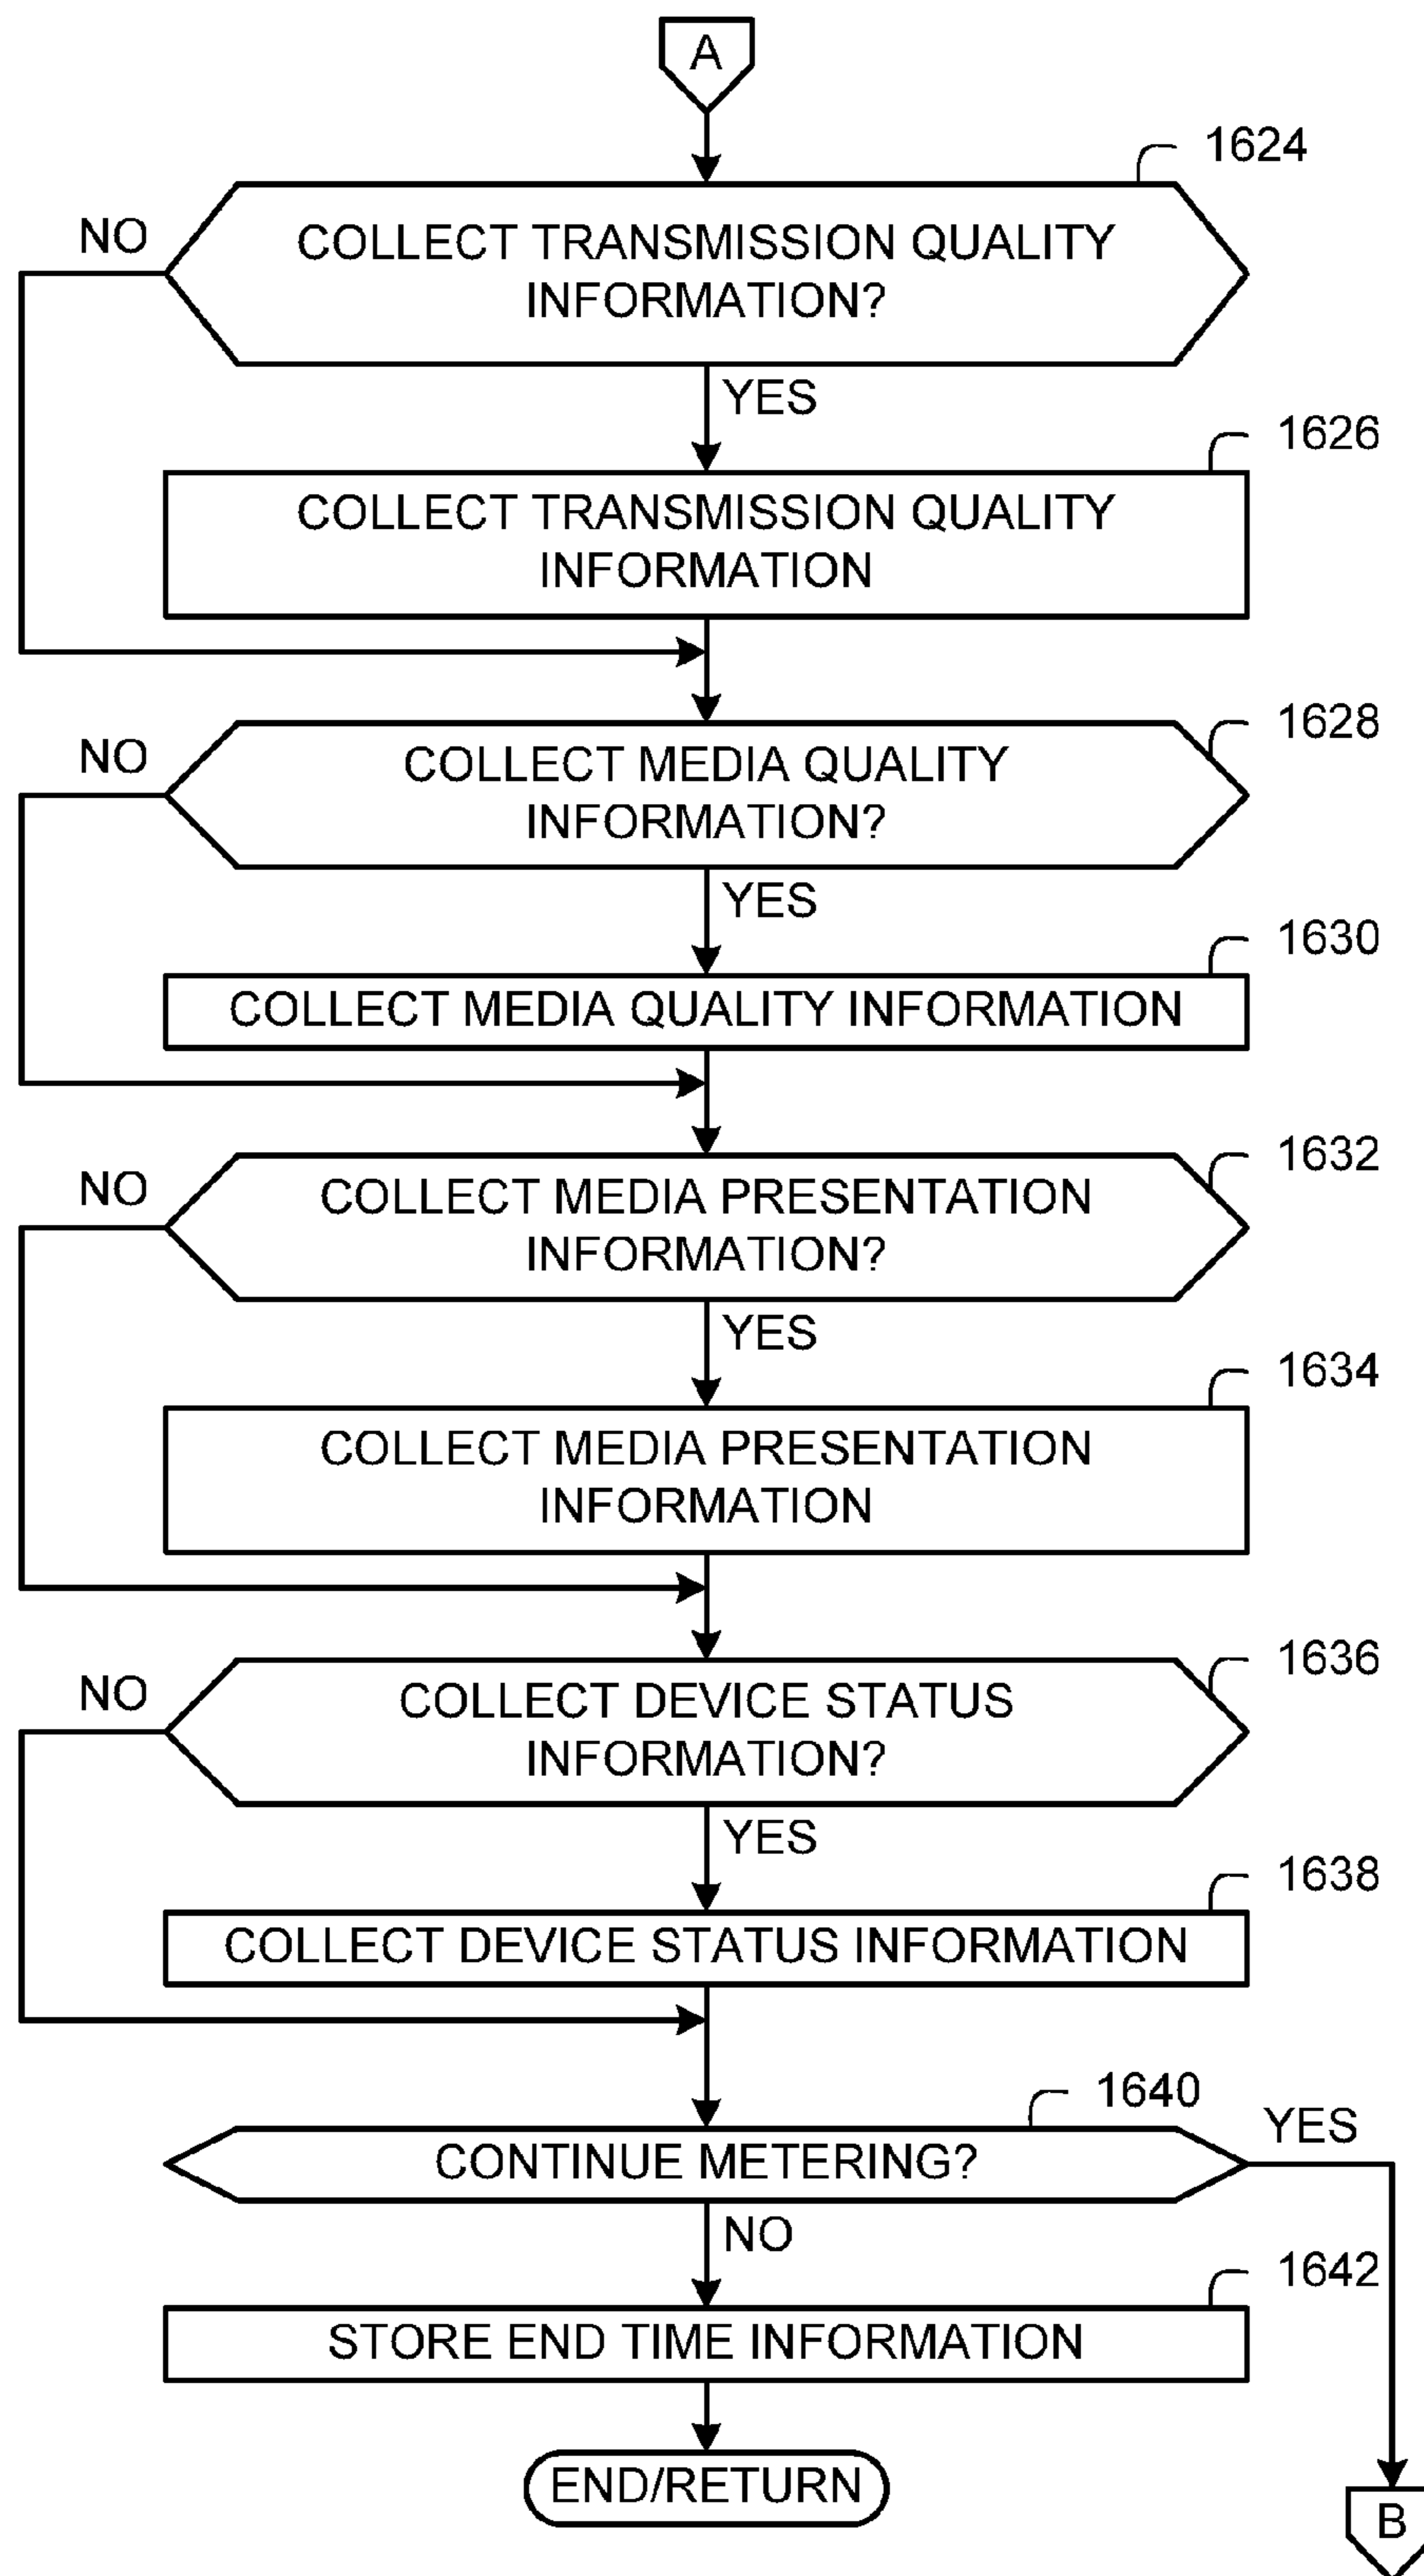 A
1624
NO
COLLECT TRANSMISSION QUALITY
INFORMATION?
YES
1626
COLLECT TRANSMISSION QUALITY
INFORMATION
1628
NO
COLLECT MEDIA QUALITY
INFORMATION?
YES
1630
COLLECT MEDIA QUALITY INFORMATION
1632
NO
COLLECT MEDIA PRESENTATION
INFORMATION?
YES
1634
COLLECT MEDIA PRESENTATION
INFORMATION
1636
NO
COLLECT DEVICE STATUS
INFORMATION?
YES
1638
COLLECT DEVICE STATUS INFORMATION
1640
YES
CONTINUE METERING?
NO
1642
STORE END TIME INFORMATION
END/RETURN
B